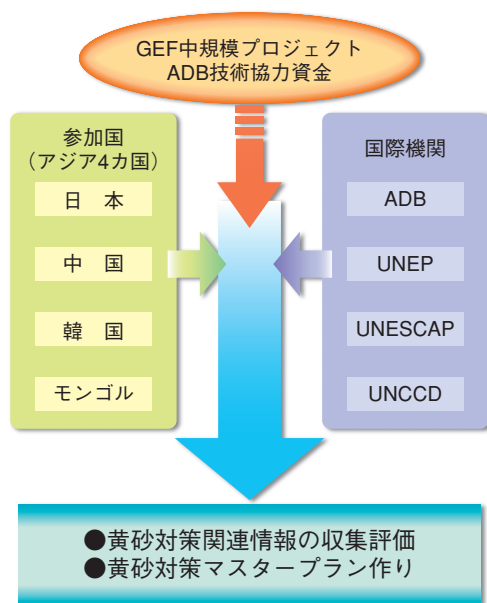 GEF中規模プロジェクト
ADB技術協力資金
参加国
（アジア4カ国）
日　本
中　国
韓　国
モンゴル
国際機関
ADB
UNEP
UNESCAP
UNCCD
●黄砂対策関連情報の収集評価
●黄砂対策マスタープラン作り